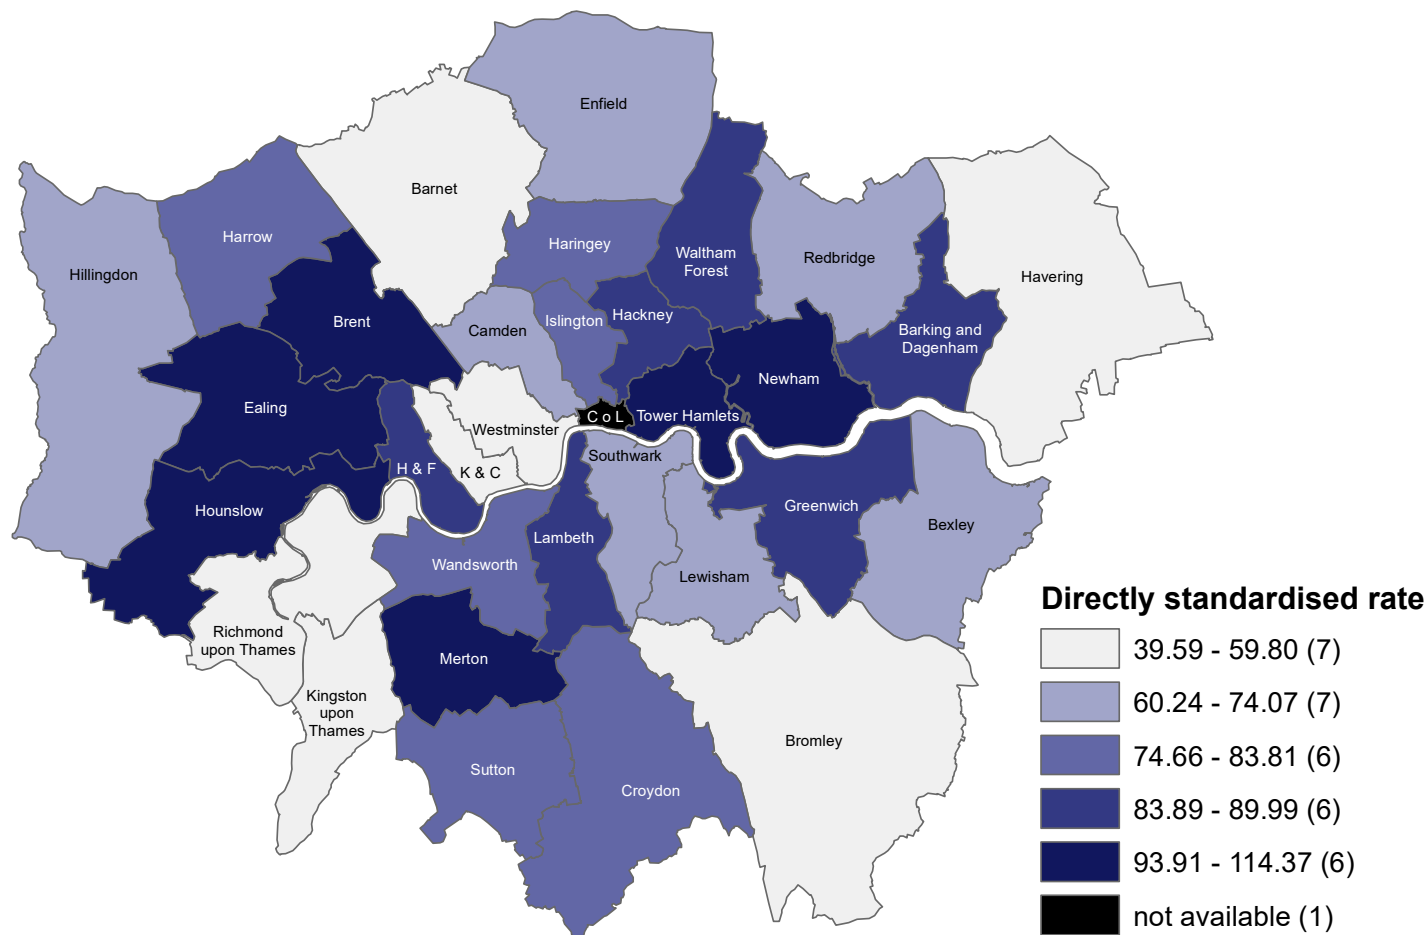 Enfield
Barnet
Harrow
Haringey
Waltham
Forest
Redbridge
Hillingdon
Havering
Brent
Camden
Islington
Hackney
Barking and
Dagenham
Newham
Ealing
C o L
Tower Hamlets
Westminster
Southwark
H & F
K & C
Hounslow
Greenwich
Bexley
Lambeth
Wandsworth
Lewisham
Richmond
upon Thames
Merton
Kingston
upon
Thames
Bromley
Sutton
Croydon
Directly standardised rate
39.59 - 59.80 (7)
60.24 - 74.07 (7)
74.66 - 83.81 (6)
83.89 - 89.99 (6)
93.91 - 114.37 (6)
not available (1)